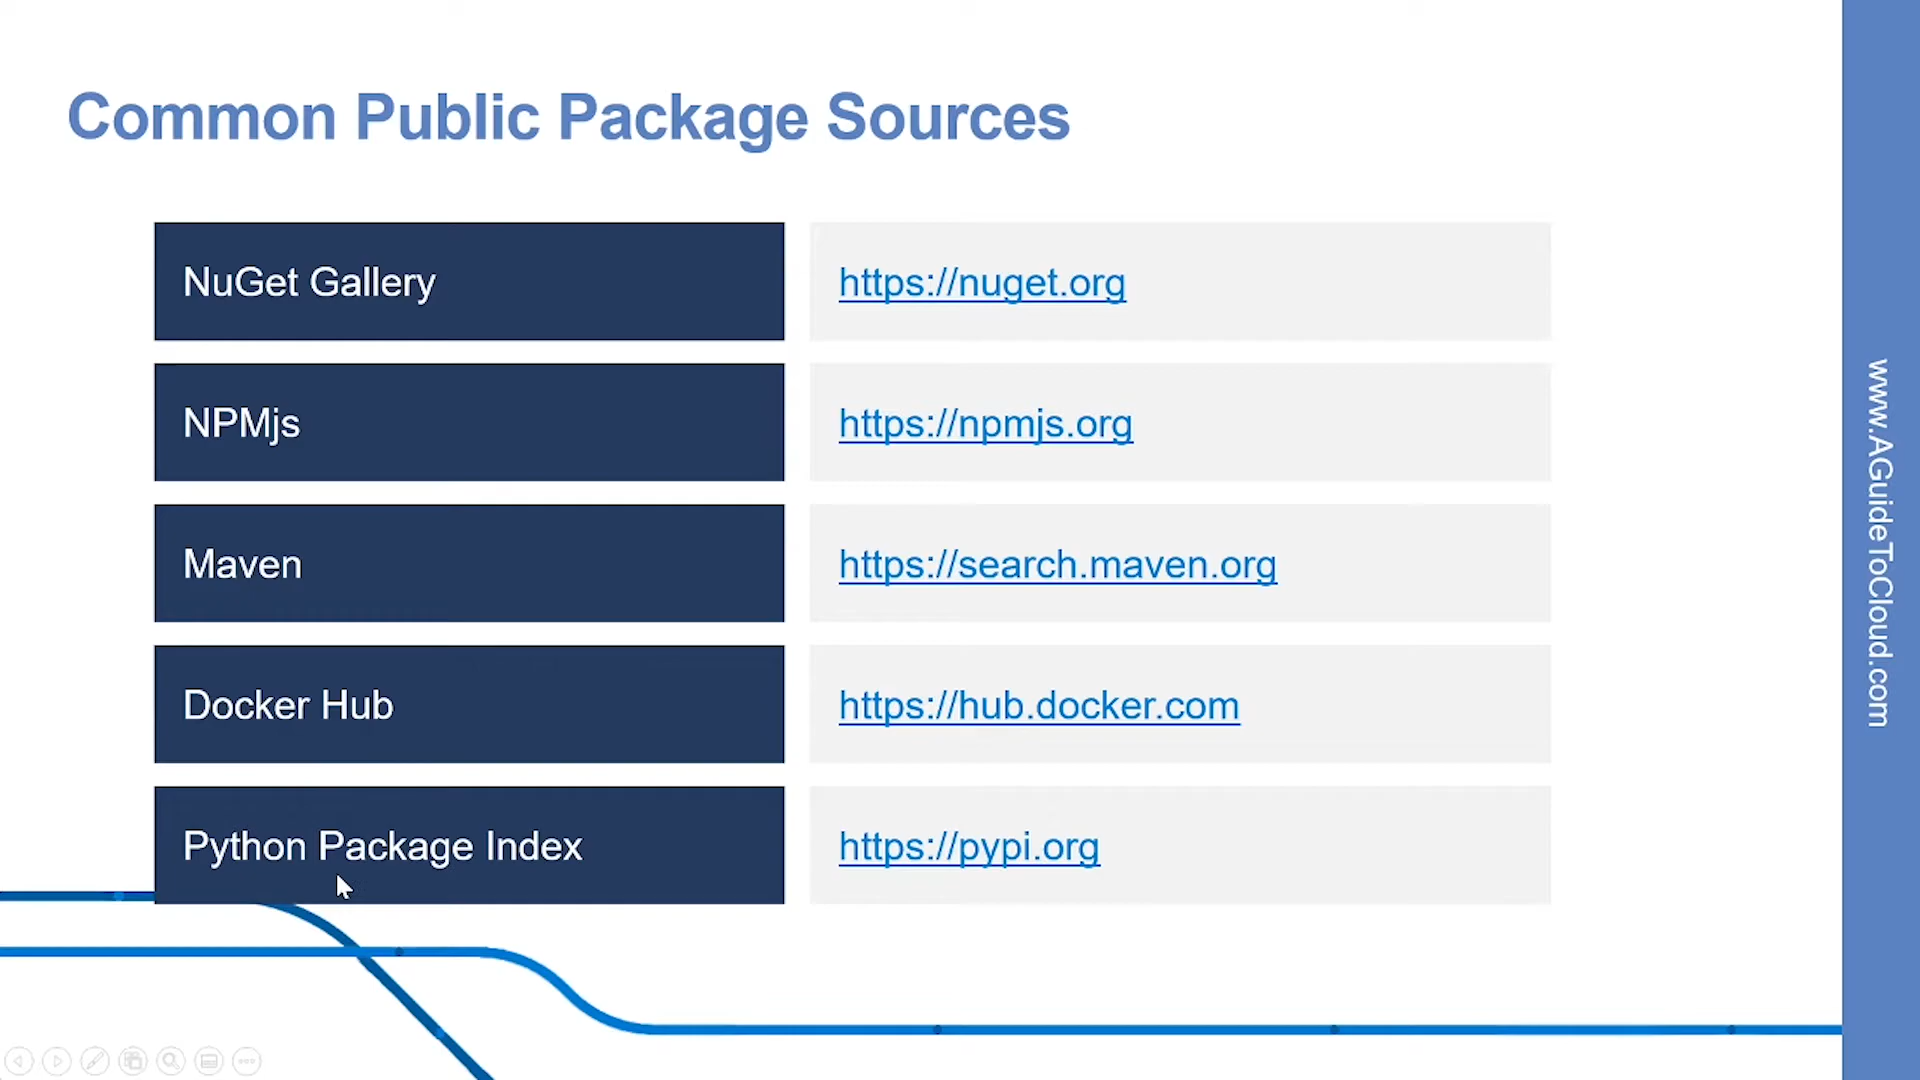 Common Public Package Sources
NuGet Gallery
https://nuget.org
NPMjs
https://npmjs.org
Maven
https://search.maven.org
Docker Hub
https://hub.docker.com
Python Package Index
https://pypi.org
www.AGuideToCloud.com